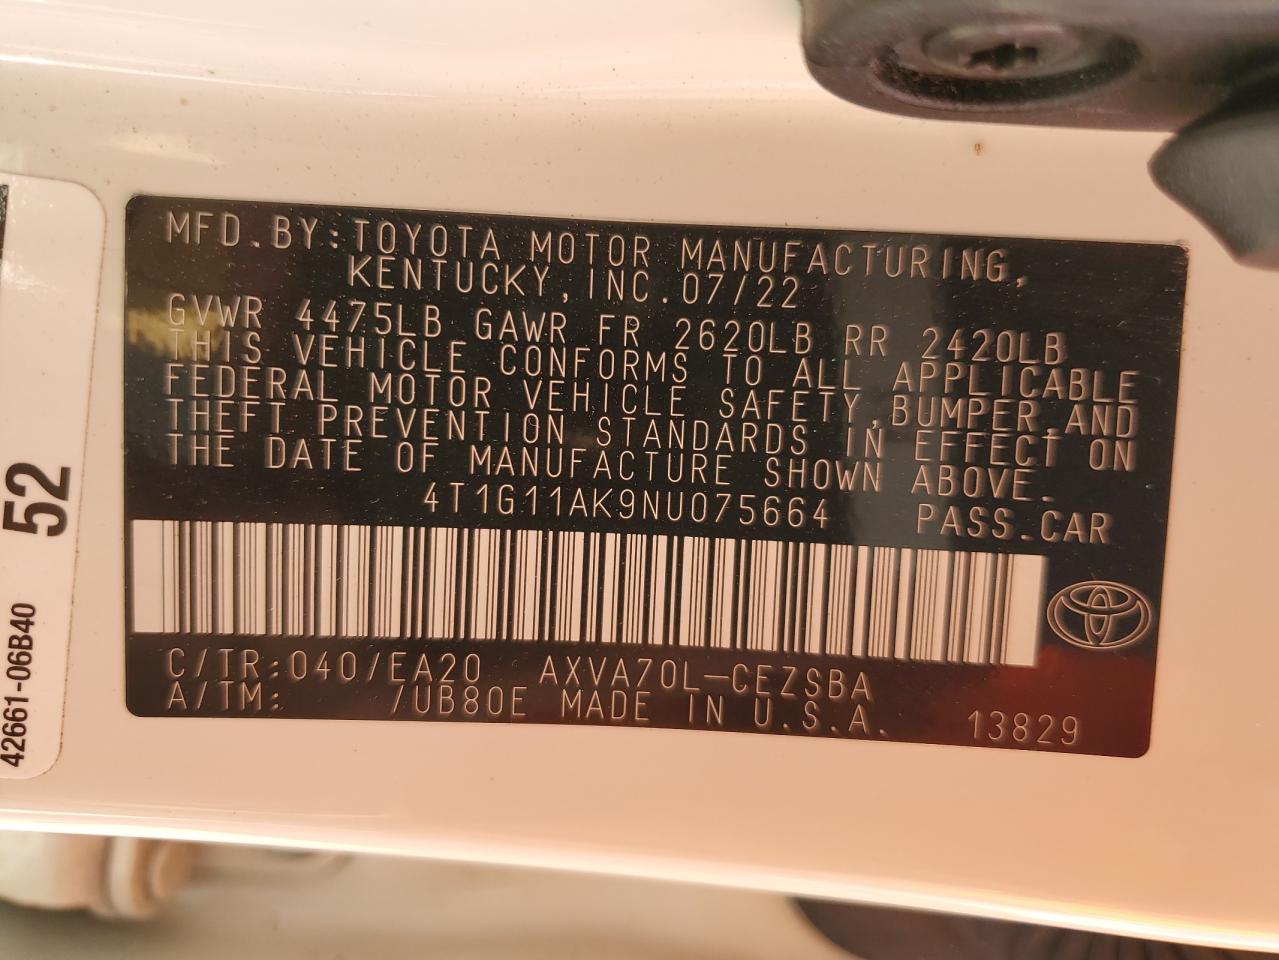 MFD.BY:TOYOTA MOTOR MANUFACTURING,
KENTUCKY,INC.07/22
GVWR 4475LB GAWR FR 2620LB RR 2420LB
THIS VEHICLE CONFORMS TO ALL APPLICABLE
FEDERAL MOTOR VEHICLE SAFETY,BUMPER,AND
THEFT PREVENTION STANDARDS IN EFFECT ON
THE DATE OF MANUFACTURE SHOWN ABOVE.
4T1G11AK9NU075664 PASS.CAR
C/TR:040/EA20 AXVA70L-CEZSBA
A/TM: /UB80E MADE IN U.S.A. 13829
52
42661-06B40